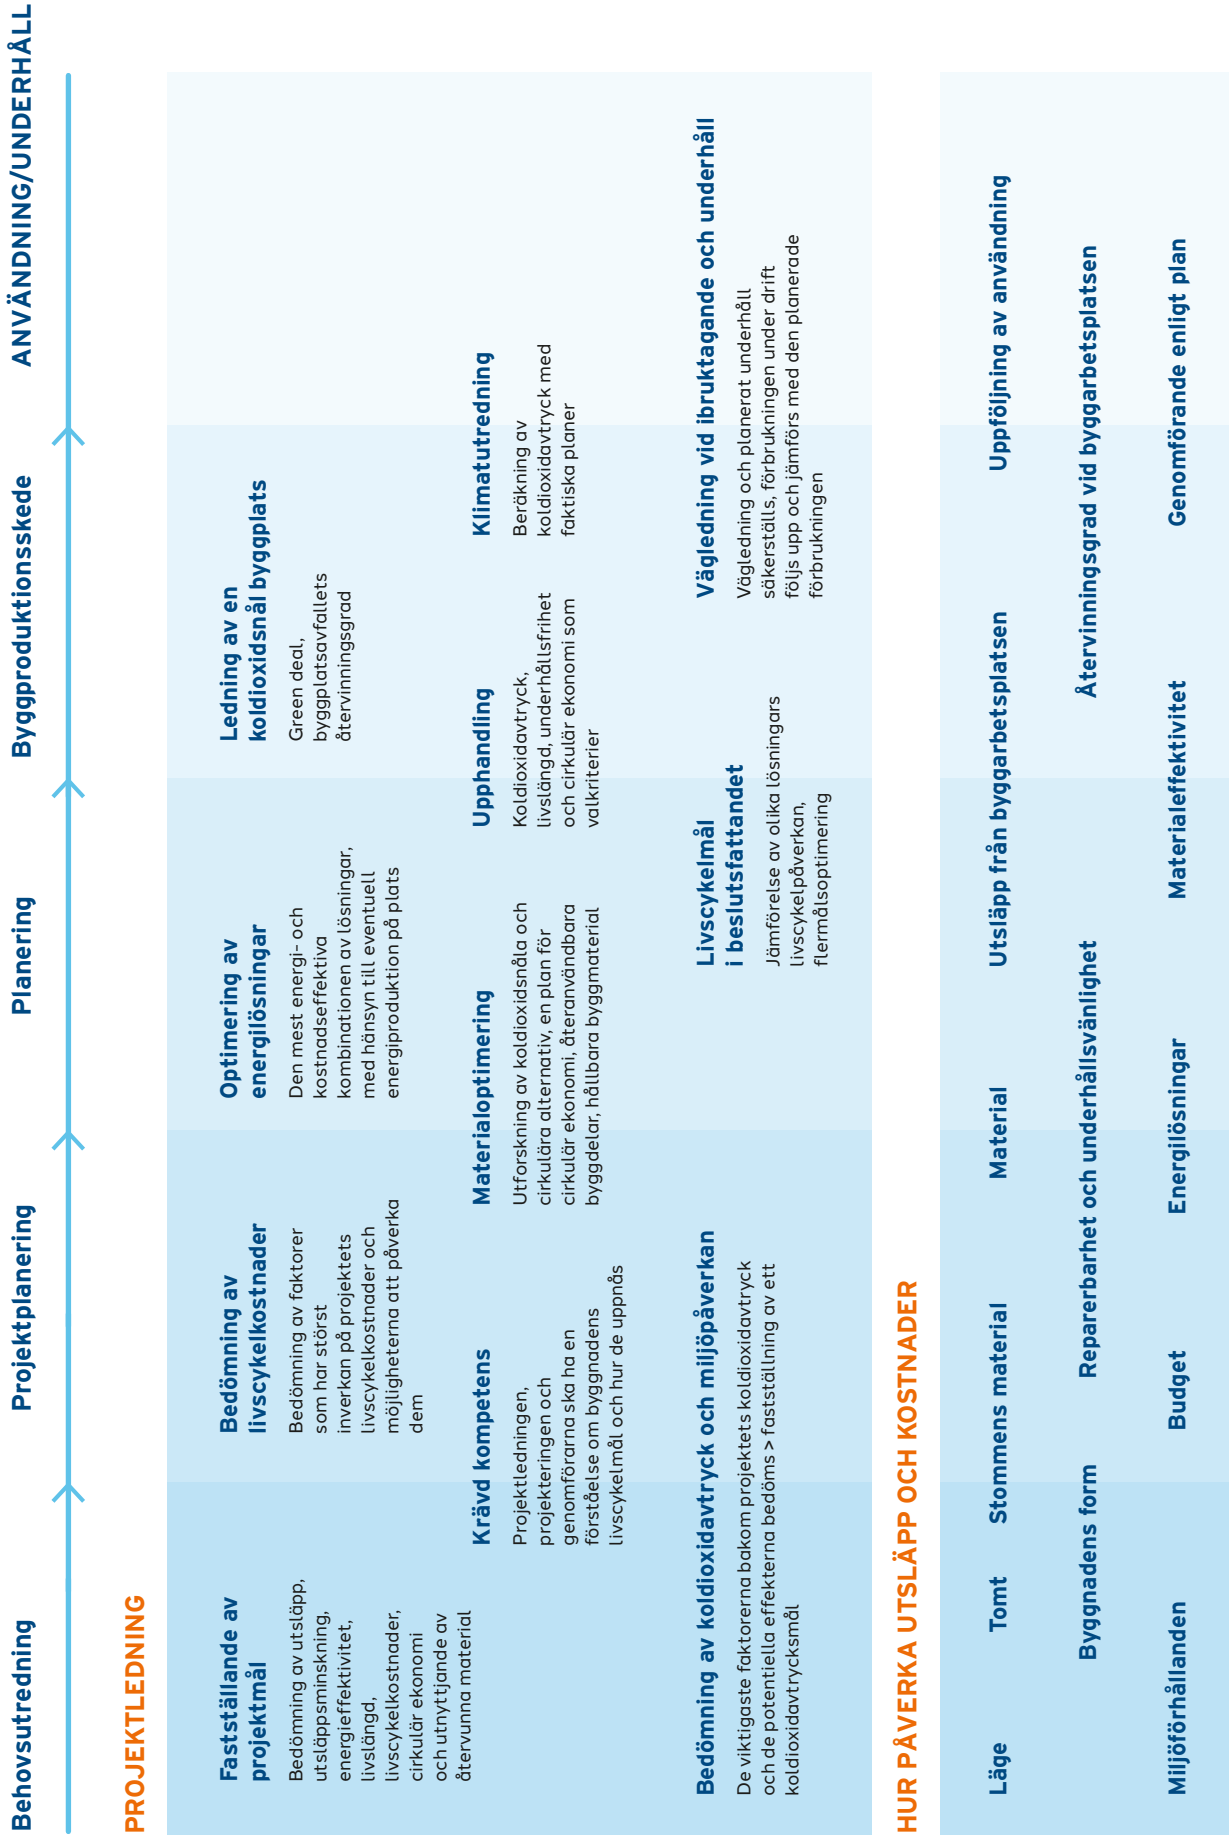 Behovsutredning
Projektplanering
Planering
Byggproduktionsskede
ANVÄNDNING/UNDERHÅLL
PROJEKTLEDNING
Fastställande av
projektmål
Bedömning av utsläpp,
utsläppsminskning,
energieffektivitet,
livslängd,
livscykelkostnader,
cirkulär ekonomi
och utnyttjande av
återvunna material
Bedömning av
livscykelkostnader
Bedömning av faktorer
som har störst
inverkan på projektets
livscykelkostnader och
möjligheterna att påverka
dem
Optimering av
energilösningar
Den mest energi- och
kostnadseffektiva
kombinationen av lösningar,
med hänsyn till eventuell
energiproduktion på plats
Ledning av en
koldioxidsnål byggplats
Green deal,
byggplatsavfallets
återvinningsgrad
Krävd kompetens
Projektledningen,
projekteringen och
genomförarna ska ha en
förståelse om byggnadens
livscykelmål och hur de uppnås
Materialoptimering
Utforskning av koldioxidsnåla och
cirkulära alternativ, en plan för
cirkulär ekonomi, återanvändbara
byggdelar, hållbara byggmaterial
Upphandling
Koldioxidavtryck,
livslängd, underhållsfrihet
och cirkulär ekonomi som
valkriterier
Klimatutredning
Beräkning av
koldioxidavtryck med
faktiska planer
Bedömning av koldioxidavtryck och miljöpåverkan
De viktigaste faktorerna bakom projektets koldioxidavtryck
och de potentiella effekterna bedöms > fastställning av ett
koldioxidavtrycksmål
Livscykelmål
i beslutsfattandet
Jämförelse av olika lösningars
livscykelpåverkan,
flermålsoptimering
Vägledning vid ibruktagande och underhåll
Vägledning och planerat underhåll
säkerställs, förbrukningen under drift
följs upp och jämförs med den planerade
förbrukningen
HUR PÅVERKA UTSLÄPP OCH KOSTNADER
Läge
Tomt
Stommens material
Material
Utsläpp från byggarbetsplatsen
Uppföljning av användning
Byggnadens form
Reparerbarhet och underhållsvänlighet
Återvinningsgrad vid byggarbetsplatsen
Miljöförhållanden
Budget
Energilösningar
Materialeffektivitet
Genomförande enligt plan